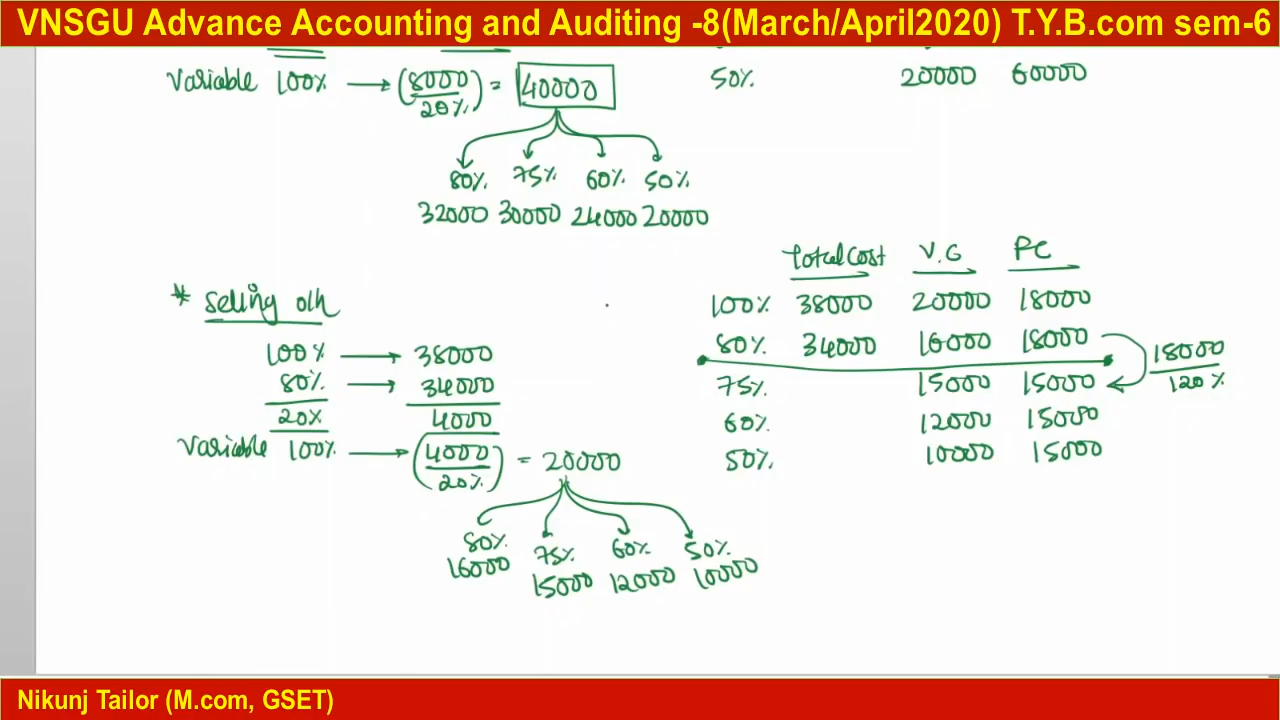 VNSGU Advance Accounting and Auditing -8(March/April2020) T.Y.B.com sem-6
Variable 100% → (8000/20%) = 40000
50% 20000 60000
80% 75% 60% 50%
32000 30000 24000 20000
* Selling o/h
100% → 38000
80% → 34000
20% 4000
Variable 100% → (4000/20%) = 20000
80% 75% 60% 50%
16000 15000 12000 10000
Total Cost V.C FC
100% 38000 20000 18000
80% 34000 16000 18000
18000/120%
75% 15000 15000
60% 12000 15000
50% 10000 15000
Nikunj Tailor (M.com, GSET)